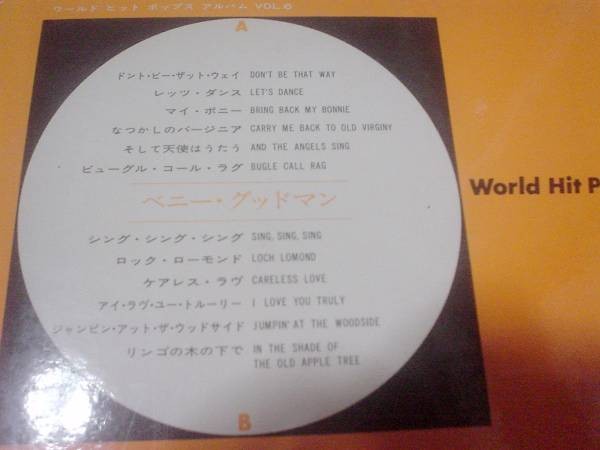 ワールド ヒット ポップス アルバム VOL.6
A
ドント・ビー・ザット・ウェイ DON'T BE THAT WAY
レッツ・ダンス LET'S DANCE
マイ・ボニー BRING BACK MY BONNIE
なつかしのバージニア CARRY ME BACK TO OLD VIRGINY
そして天使はうたう AND THE ANGELS SING
ビューグル・コール・ラグ BUGLE CALL RAG
ベニー・グッドマン
World Hit P
シング・シング・シング SING, SING, SING
ロック・ローモンド LOCH LOMOND
ケアレス・ラヴ CARELESS LOVE
アイ・ラヴ・ユー・トルーリー I LOVE YOU TRULY
ジャンピン・アット・ザ・ウッドサイド JUMPIN' AT THE WOODSIDE
リンゴの木の下で IN THE SHADE OF
THE OLD APPLE TREE
B